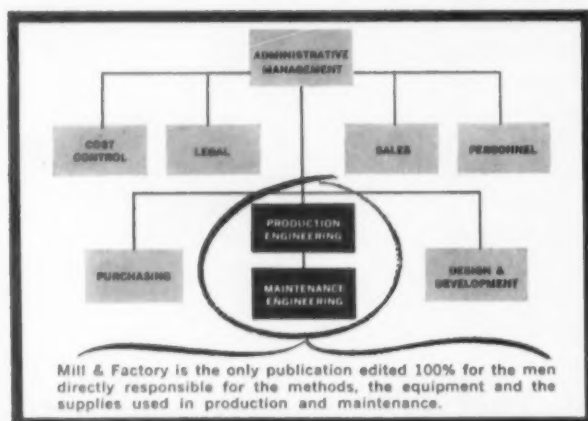 ADMINISTRATIVE
MANAGEMENT
COST
CONTROL
LEGAL
SALES
PERSONNEL
PRODUCTION
ENGINEERING
PURCHASING
MAINTENANCE
ENGINEERING
DESIGN &
DEVELOPMENT
Mill & Factory is the only publication edited 100% for the men
directly responsible for the methods, the equipment and the
supplies used in production and maintenance.